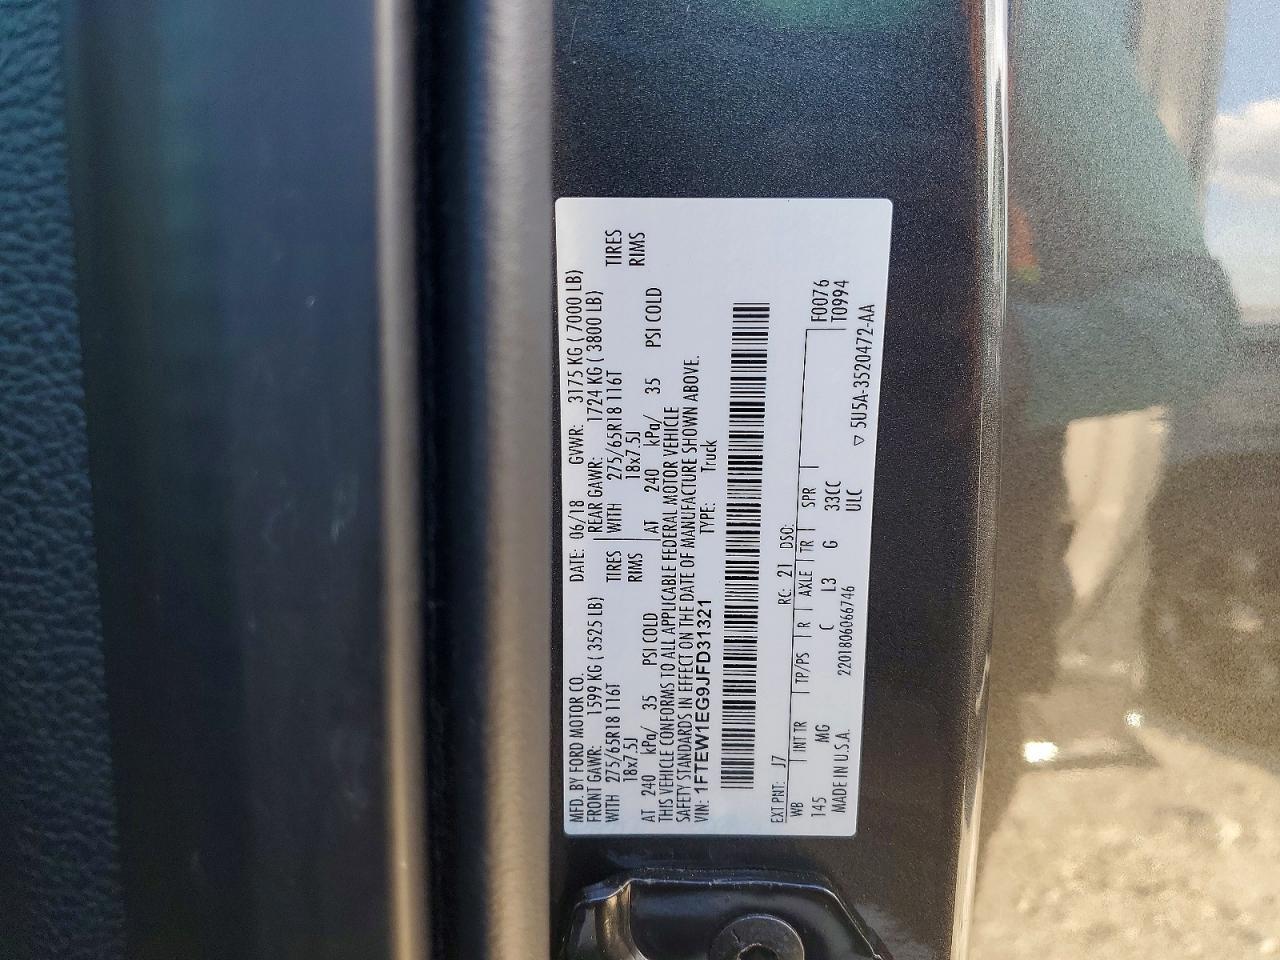 MFD. BY FORD MOTOR CO.
DATE: 06/18 GVWR: 3175 KG ( 7000 LB)
FRONT GAWR: 1599 KG ( 3525 LB)
REAR GAWR: 1724 KG ( 3800 LB)
WITH 275/65R18 116T TIRES
WITH 275/65R18 116T TIRES
18x7.5J RIMS
18x7.5J RIMS
AT 240 kPa/ 35 PSI COLD
AT 240 kPa/ 35 PSI COLD
THIS VEHICLE CONFORMS TO ALL APPLICABLE FEDERAL MOTOR VEHICLE
SAFETY STANDARDS IN EFFECT ON THE DATE OF MANUFACTURE SHOWN ABOVE.
VIN: 1FTEW1EG9JFD31321 TYPE: Truck
EXT PNT: J7 RC: 21 DSO:
WB INT TR TP/PS R AXLE TR SPR
145 MG C L3 G 33CC F0076
ULC T0994
MADE IN U.S.A. 2201806066746 ▽ 5U5A-3520472-AA